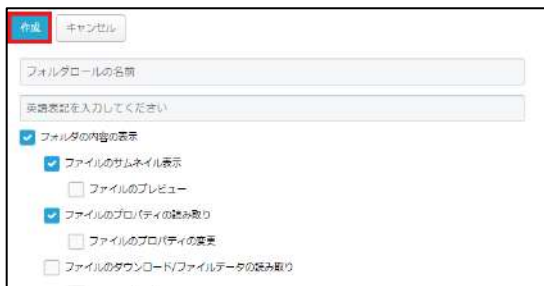 作成 キャンセル
フォルダロールの名前
英語表記を入力してください
フォルダの内容の表示
ファイルのサムネイル表示
ファイルのプレビュー
ファイルのプロパティの読み取り
ファイルのプロパティの変更
ファイルのダウンロード/ファイルデータの読み取り